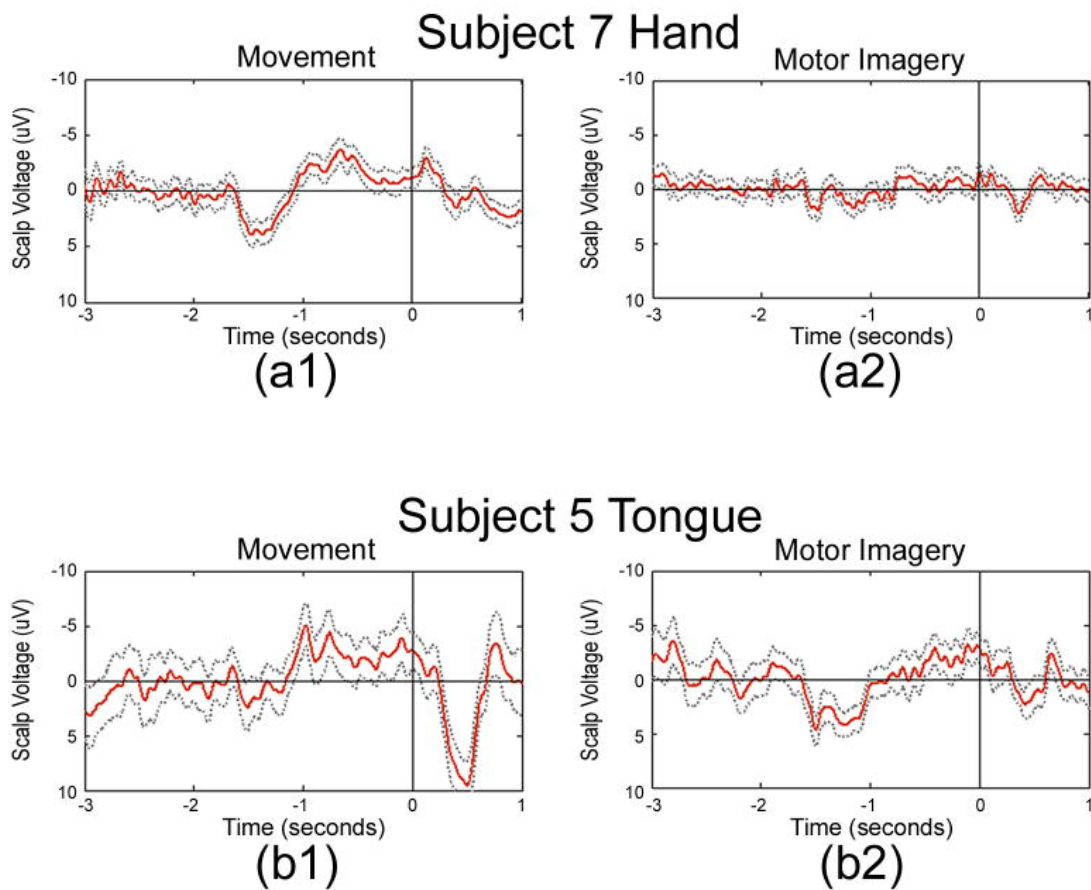 Subject 7 Hand
Movement
Motor Imagery
Scalp Voltage (uV)
-10
-5
0
5
10
-3
-2
-1
0
1
Time (seconds)
(a1)
Scalp Voltage (uV)
-10
-5
0
5
10
-3
-2
-1
0
1
Time (seconds)
(a2)
Subject 5 Tongue
Movement
Motor Imagery
Scalp Voltage (uV)
-10
-5
0
5
10
-3
-2
-1
0
1
Time (seconds)
(b1)
Scalp Voltage (uV)
-10
-5
0
5
10
-3
-2
-1
0
1
Time (seconds)
(b2)